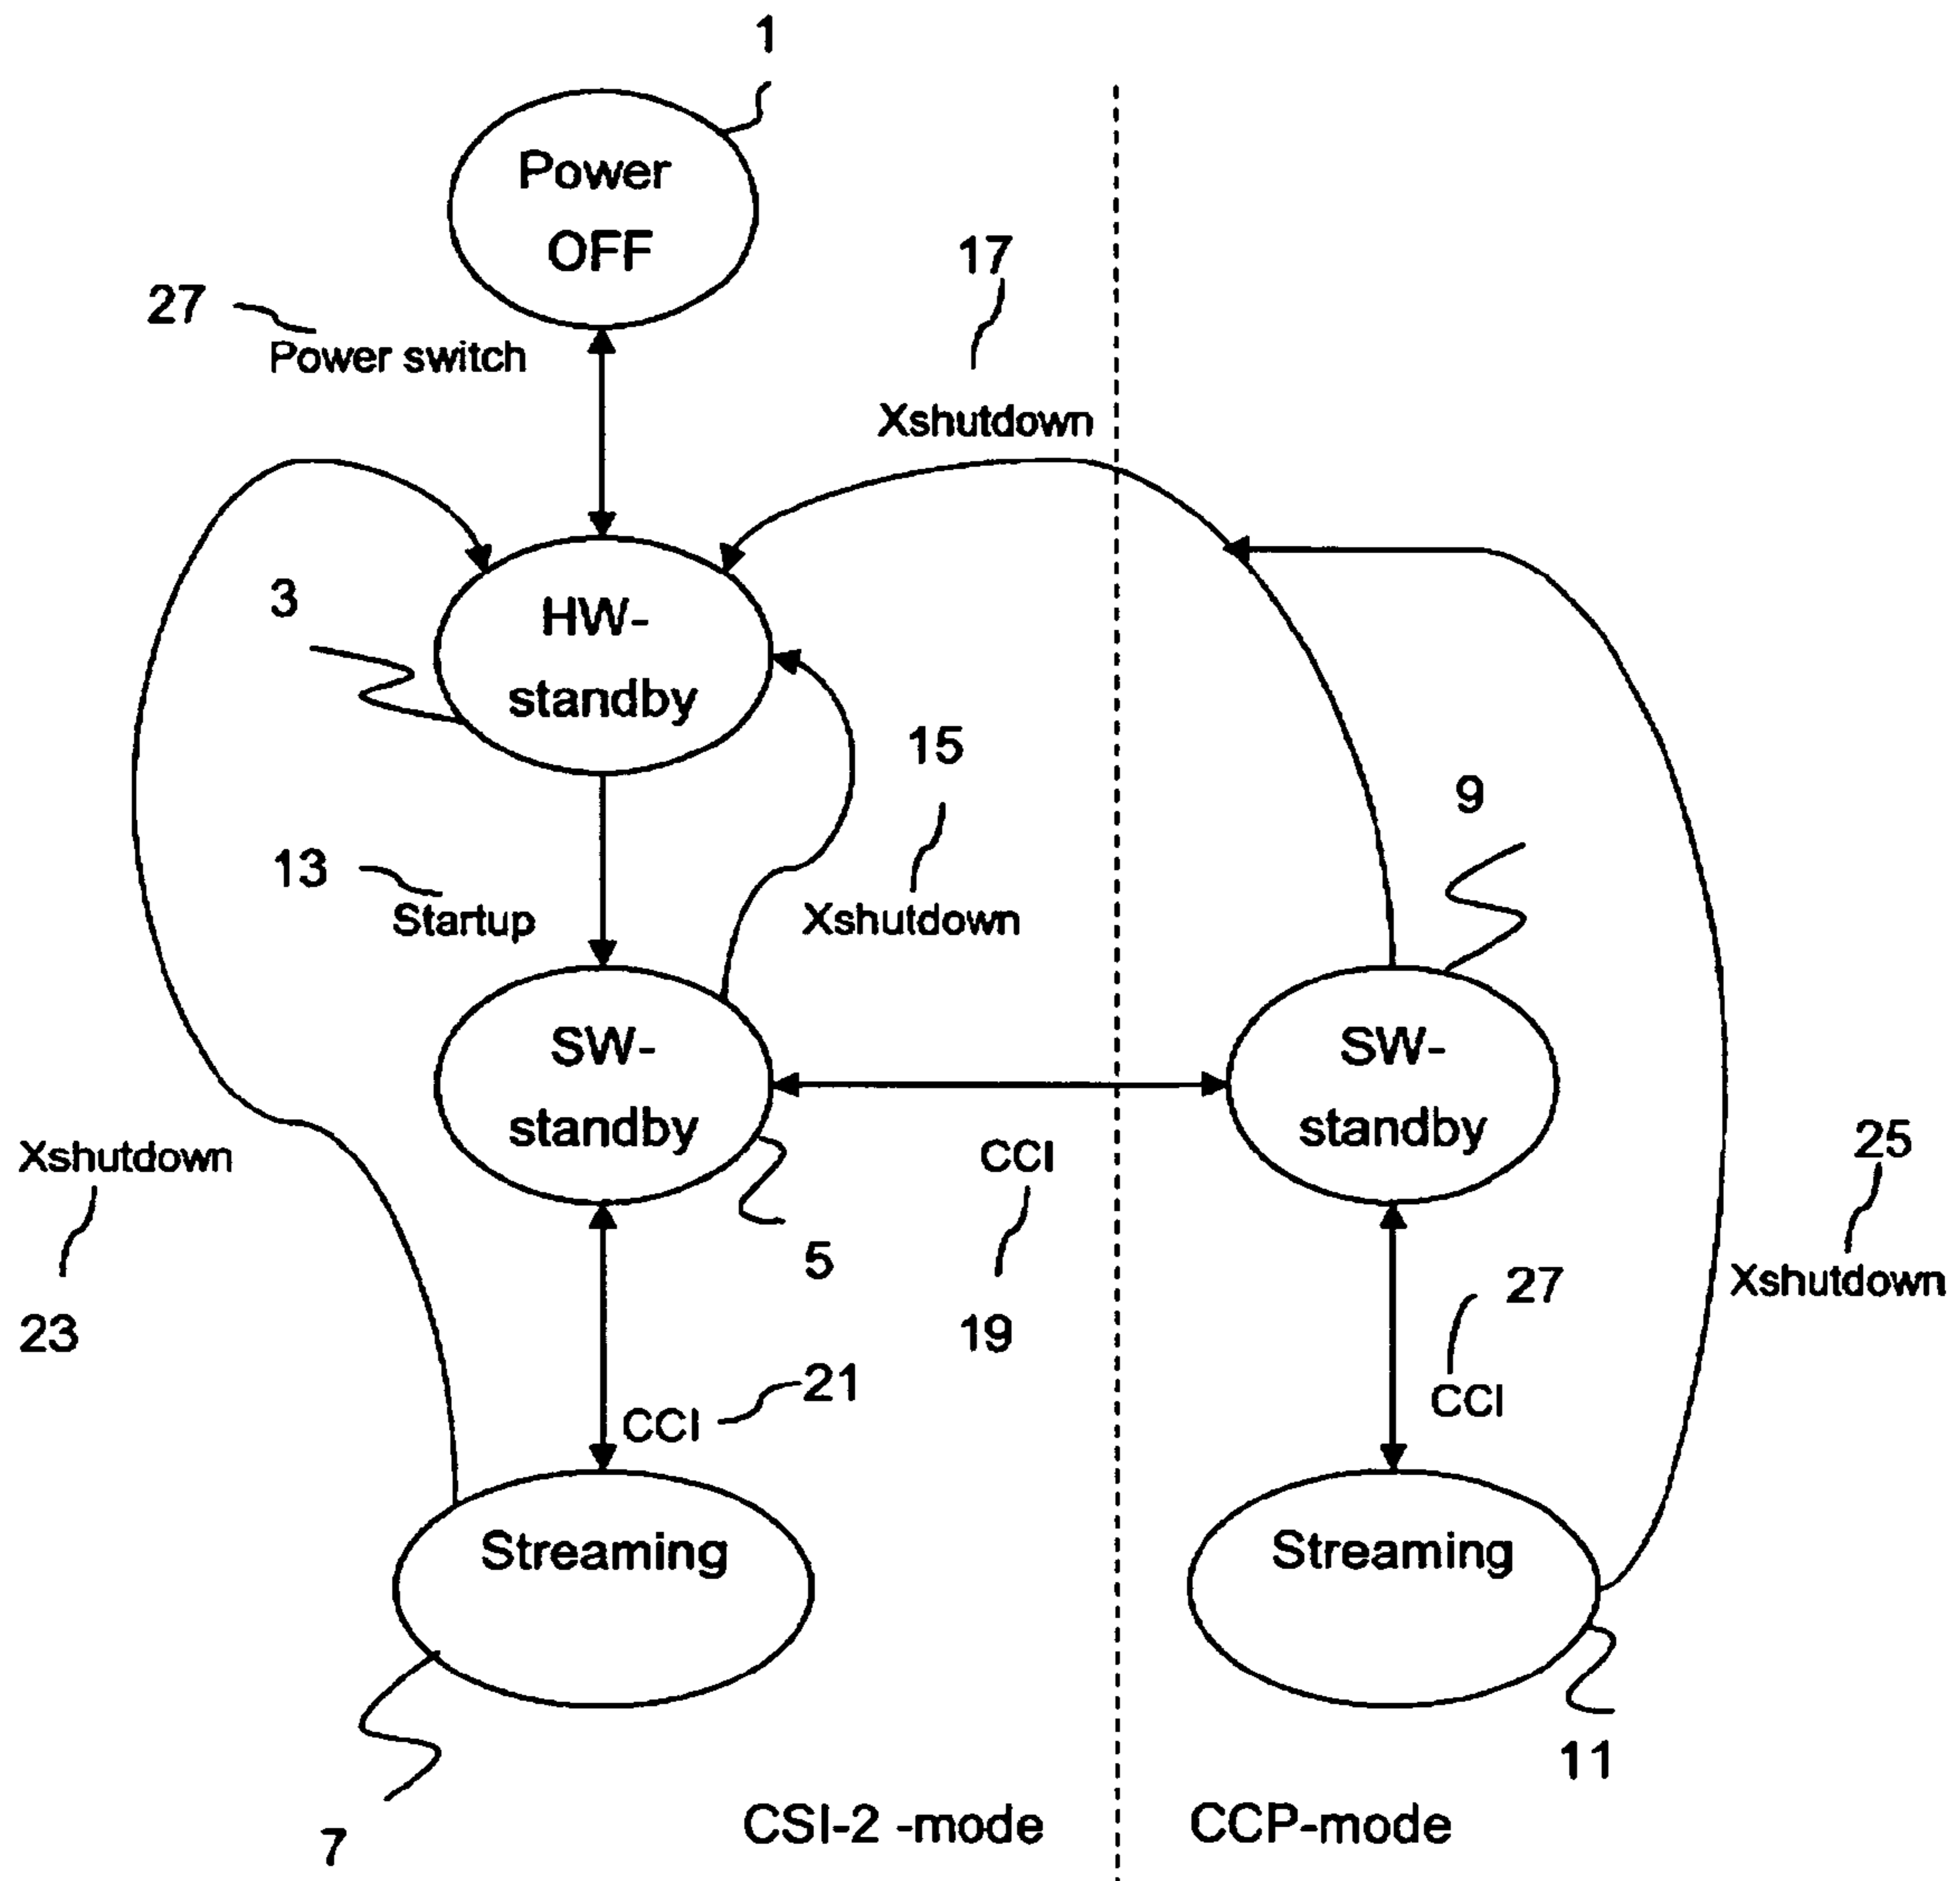 1
Power
OFF
17
27
Power switch
Xshutdown
3
HW-
standby
15
9
13
Startup
Xshutdown
SW-
standby
SW-
standby
Xshutdown
CCI
25
5
27
Xshutdown
23
19
21
CCI
CCI
Streaming
Streaming
11
7
CSI-2 -mode
CCP-mode